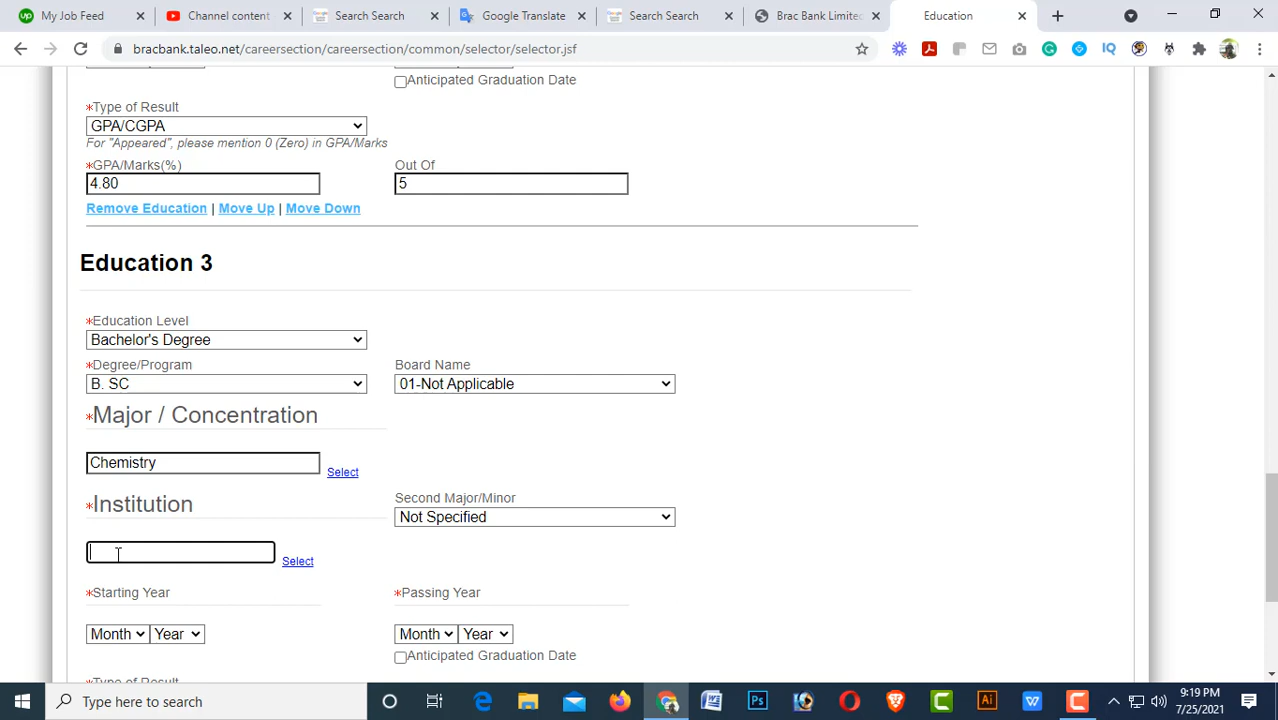 My Job Feed
Channel content
Search Search
Google Translate
Search Search
Brac Bank Limited
Education
bracbank.taleo.net/careersection/careersection/common/selector/selector.jsf
Anticipated Graduation Date
*Type of Result
GPA/CGPA
For "Appeared", please mention 0 (Zero) in GPA/Marks
*GPA/Marks(%)
Out Of
4.80
5
Remove Education | Move Up | Move Down
Education 3
*Education Level
Bachelor's Degree
*Degree/Program
Board Name
B. SC
01-Not Applicable
*Major / Concentration
Chemistry
Select
*Institution
Second Major/Minor
Not Specified
Select
*Starting Year
*Passing Year
Month Year
Month Year
Anticipated Graduation Date
*Type of Result
Type here to search
9:19 PM
7/25/2021